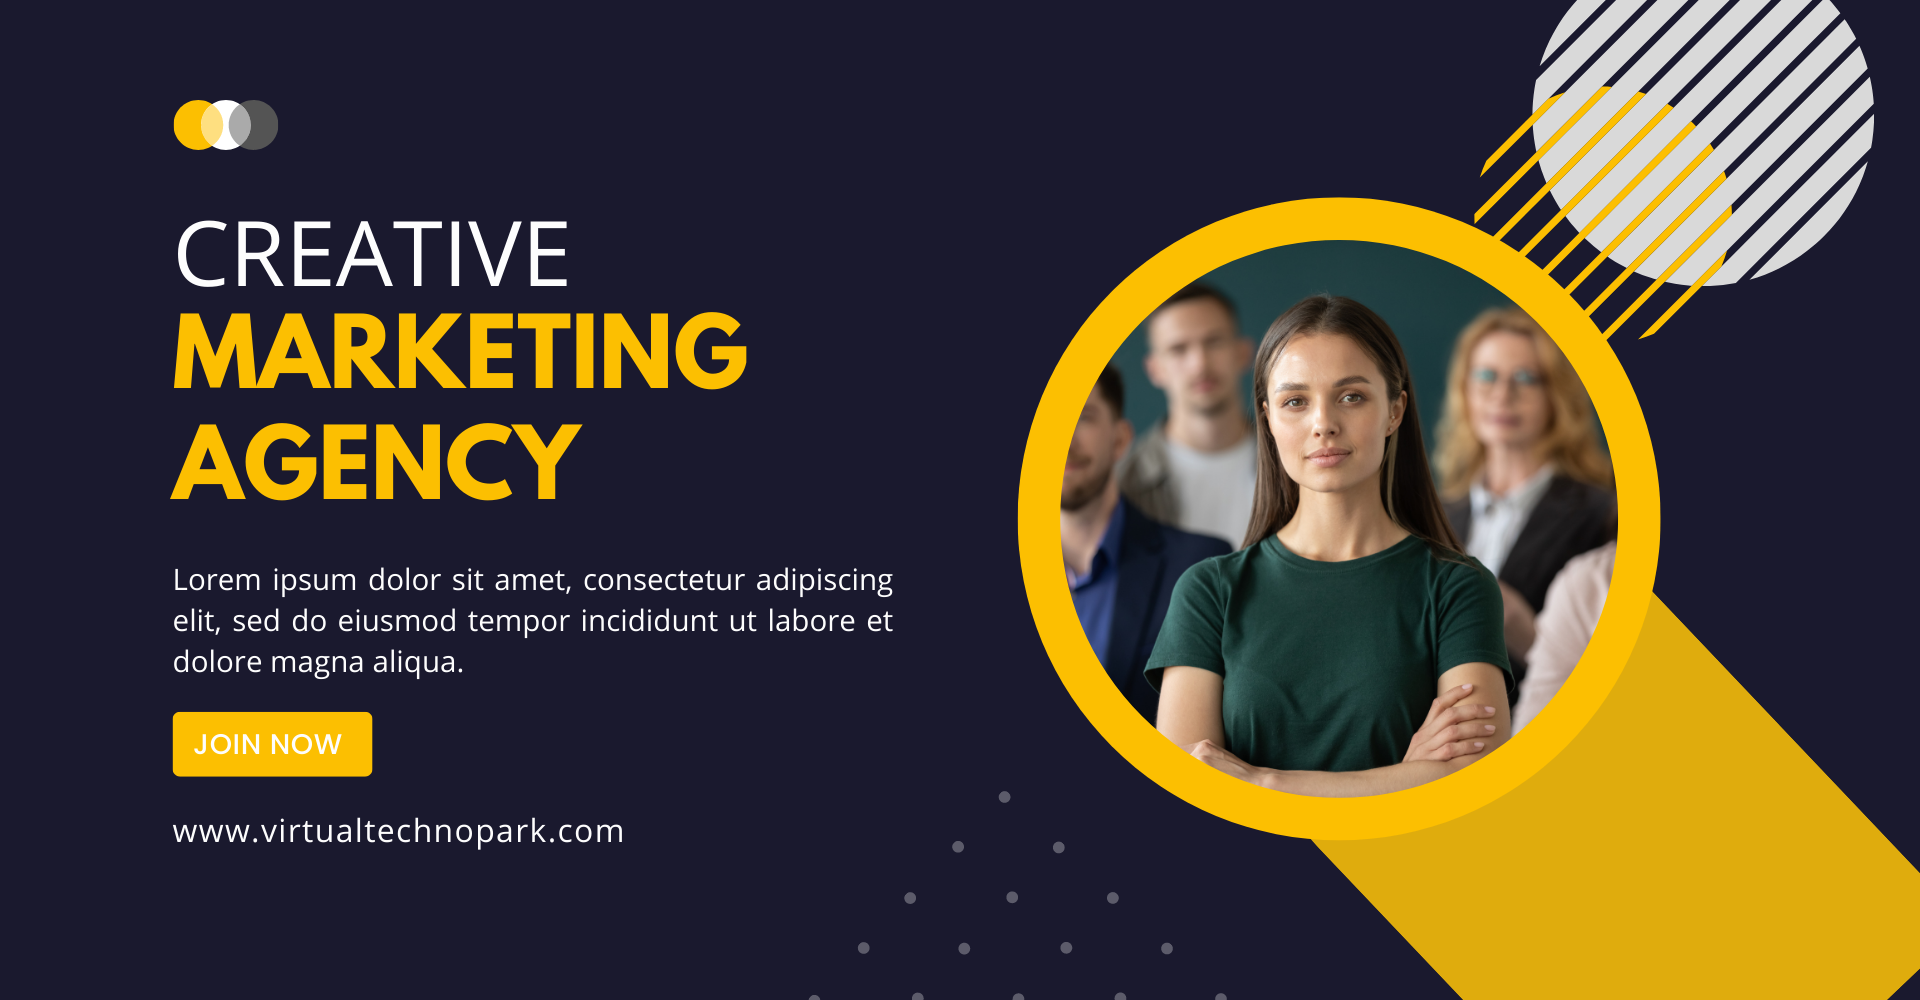 CREATIVE
MARKETING
AGENCY
Lorem ipsum dolor sit amet, consectetur adipiscing
elit, sed do eiusmod tempor incididunt ut labore et
dolore magna aliqua.
JOIN NOW
www.virtualtechnopark.com